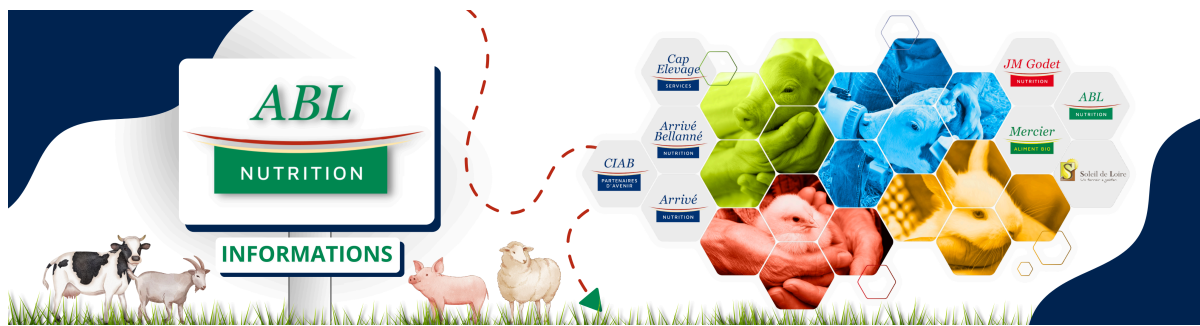 ABL
NUTRITION
INFORMATIONS
CIAB
PARTENAIRES
D'AVENIR
Cap
Elevage
SERVICES
Arrivé
Bellanné
NUTRITION
Arrivé
NUTRITION
JM Godet
NUTRITION
ABL
NUTRITION
Mercier
ALIMENT BIO
Soleil de Loire